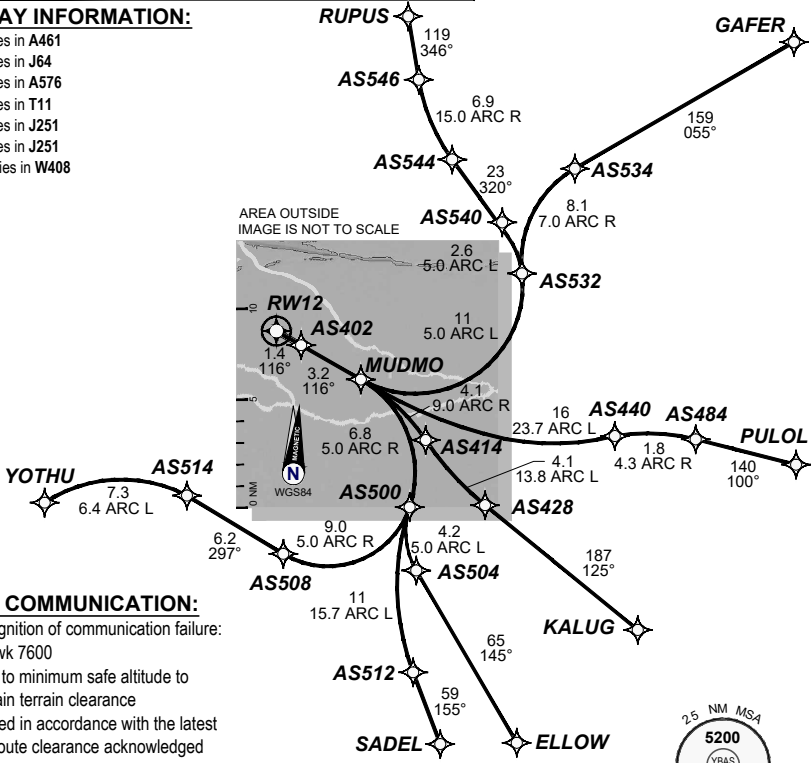 AY INFORMATION:
es in A461
es in J64
es in A576
es in T11
es in J251
es in J251
ies in W408
RUPUS
119
346°
AS546
6.9
15.0 ARC R
AS544
23
320°
AS540
GAFER
159
055°
AS534
8.1
7.0 ARC R
AREA OUTSIDE
IMAGE IS NOT TO SCALE
2.6
5.0 ARC L
AS532
11
5.0 ARC L
10
RW12
AS402
1.4
116°
3.2
116°
MUDMO
4.1
9.0 ARC R
5
MAGNETIC
N
WGS84
0 NM
6.8
5.0 ARC R
AS414
16
23.7 ARC L
AS440
AS484
1.8
4.3 ARC R
PULOL
140
100°
4.1
13.8 ARC L
AS428
YOTHU
AS514
7.3
6.4 ARC L
6.2
297°
AS508
9.0
5.0 ARC R
AS500
4.2
5.0 ARC L
AS504
187
125°
KALUG
11
15.7 ARC L
65
145°
AS512
59
155°
SADEL
ELLOW
COMMUNICATION:
gnition of communication failure:
wk 7600
to minimum safe altitude to
ain terrain clearance
ed in accordance with the latest
oute clearance acknowledged
25 NM MSA
5200
YBAS